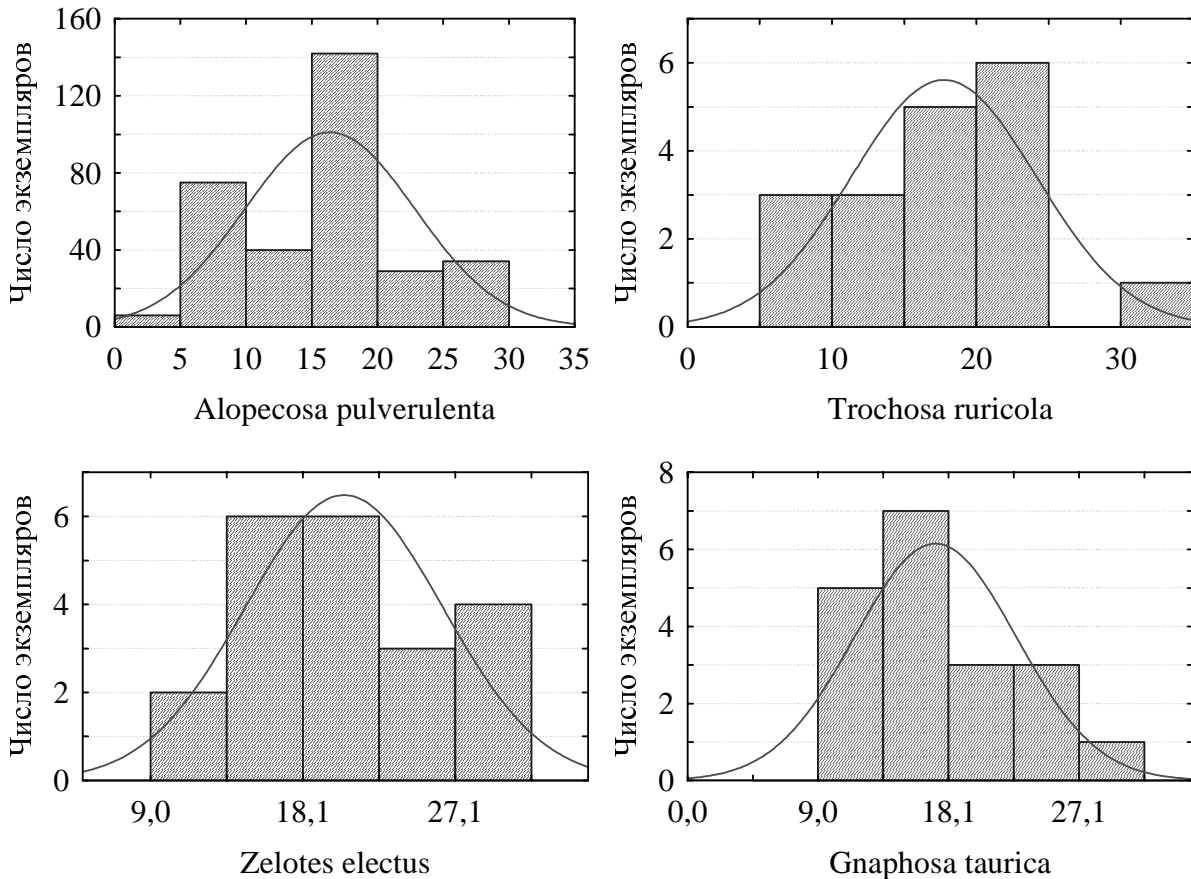 Число экземпляров
160
120
80
40
0
0 5 10 15 20 25 30 35
Alopecosa pulverulenta
Число экземпляров
6
4
2
0
0 10 20 30
Trochosa ruricola
Число экземпляров
6
4
2
0
9,0 18,1 27,1
Zelotes electus
Число экземпляров
8
6
4
2
0
0,0 9,0 18,1 27,1
Gnaphosa taurica